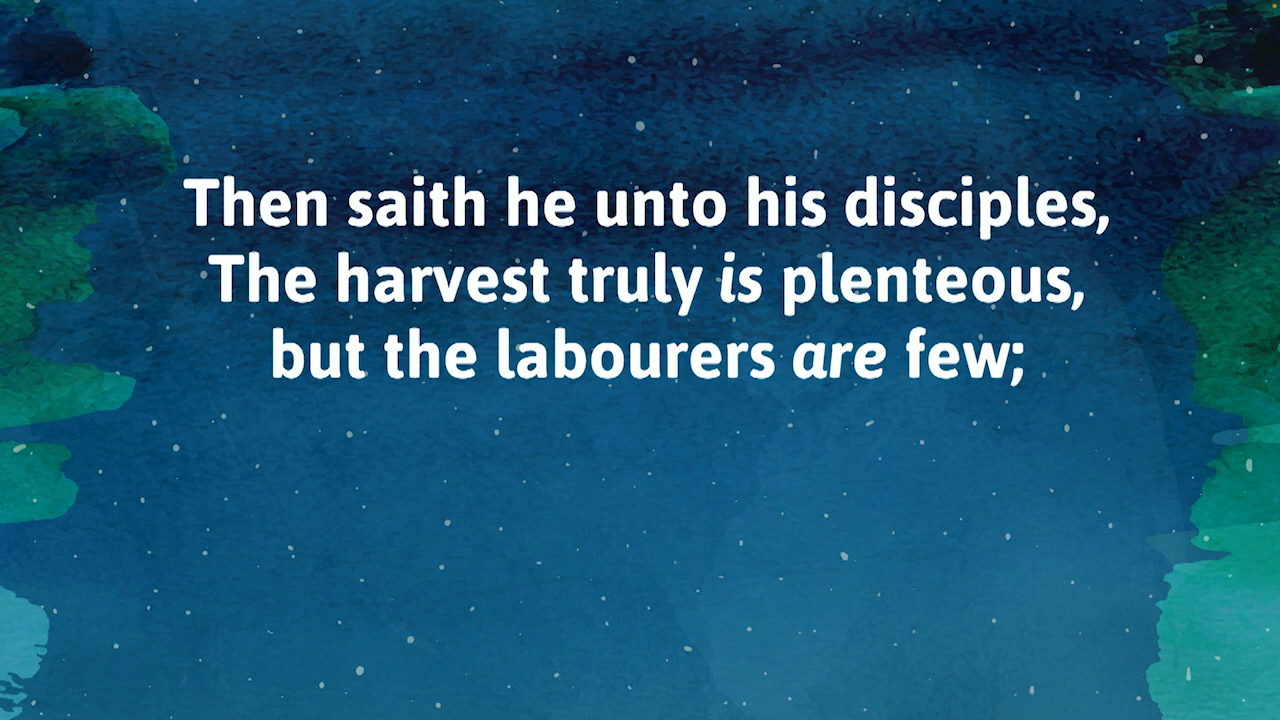 Then saith he unto his disciples,
The harvest truly is plenteous,
but the labourers are few;